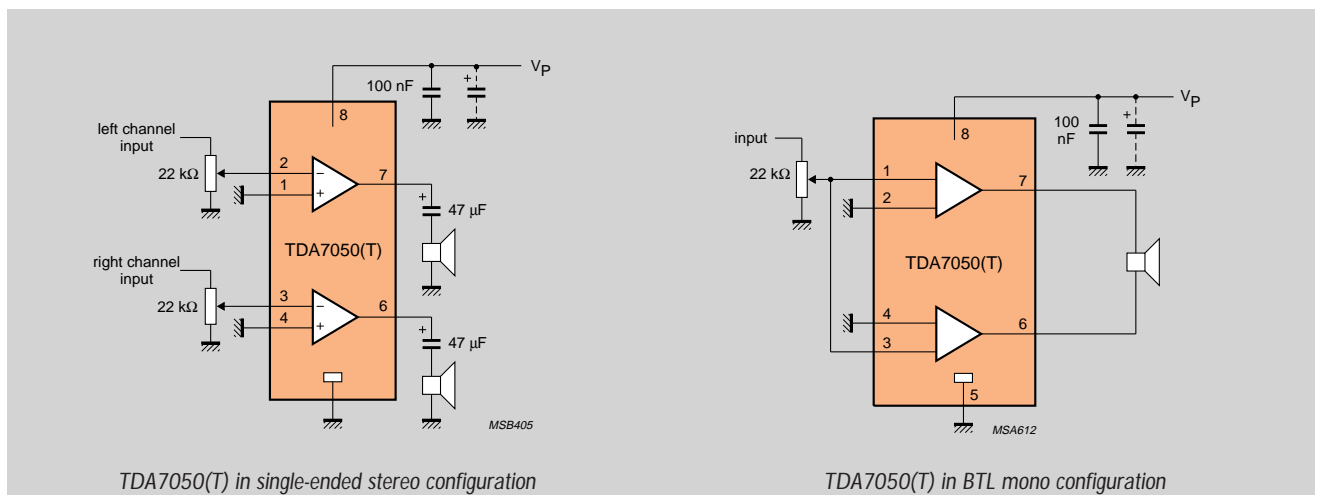 V_P
100 nF
+
8
left channel
input
22 kΩ
2
−
1
+
7
+
47 μF
TDA7050(T)
right channel
input
22 kΩ
3
−
4
+
6
+
47 μF
MSB405
TDA7050(T) in single-ended stereo configuration
V_P
100
nF
+
8
input
22 kΩ
1
2
7
TDA7050(T)
4
3
6
5
MSA612
TDA7050(T) in BTL mono configuration